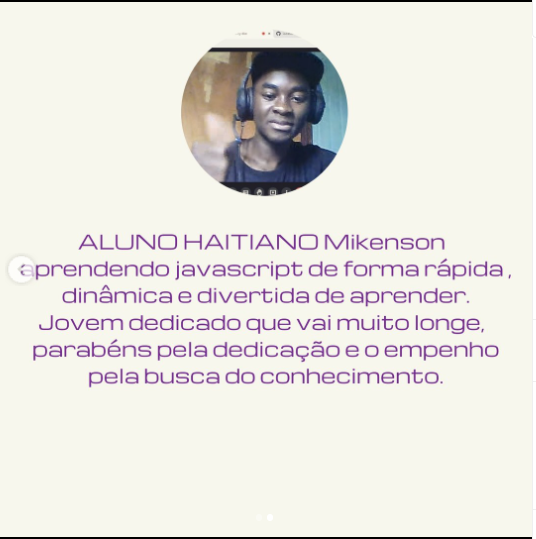 ALUNO HAITIANO Mikenson
aprendendo javascript de forma rápida ,
dinâmica e divertida de aprender.
Jovem dedicado que vai muito longe,
parabéns pela dedicação e o empenho
pela busca do conhecimento.